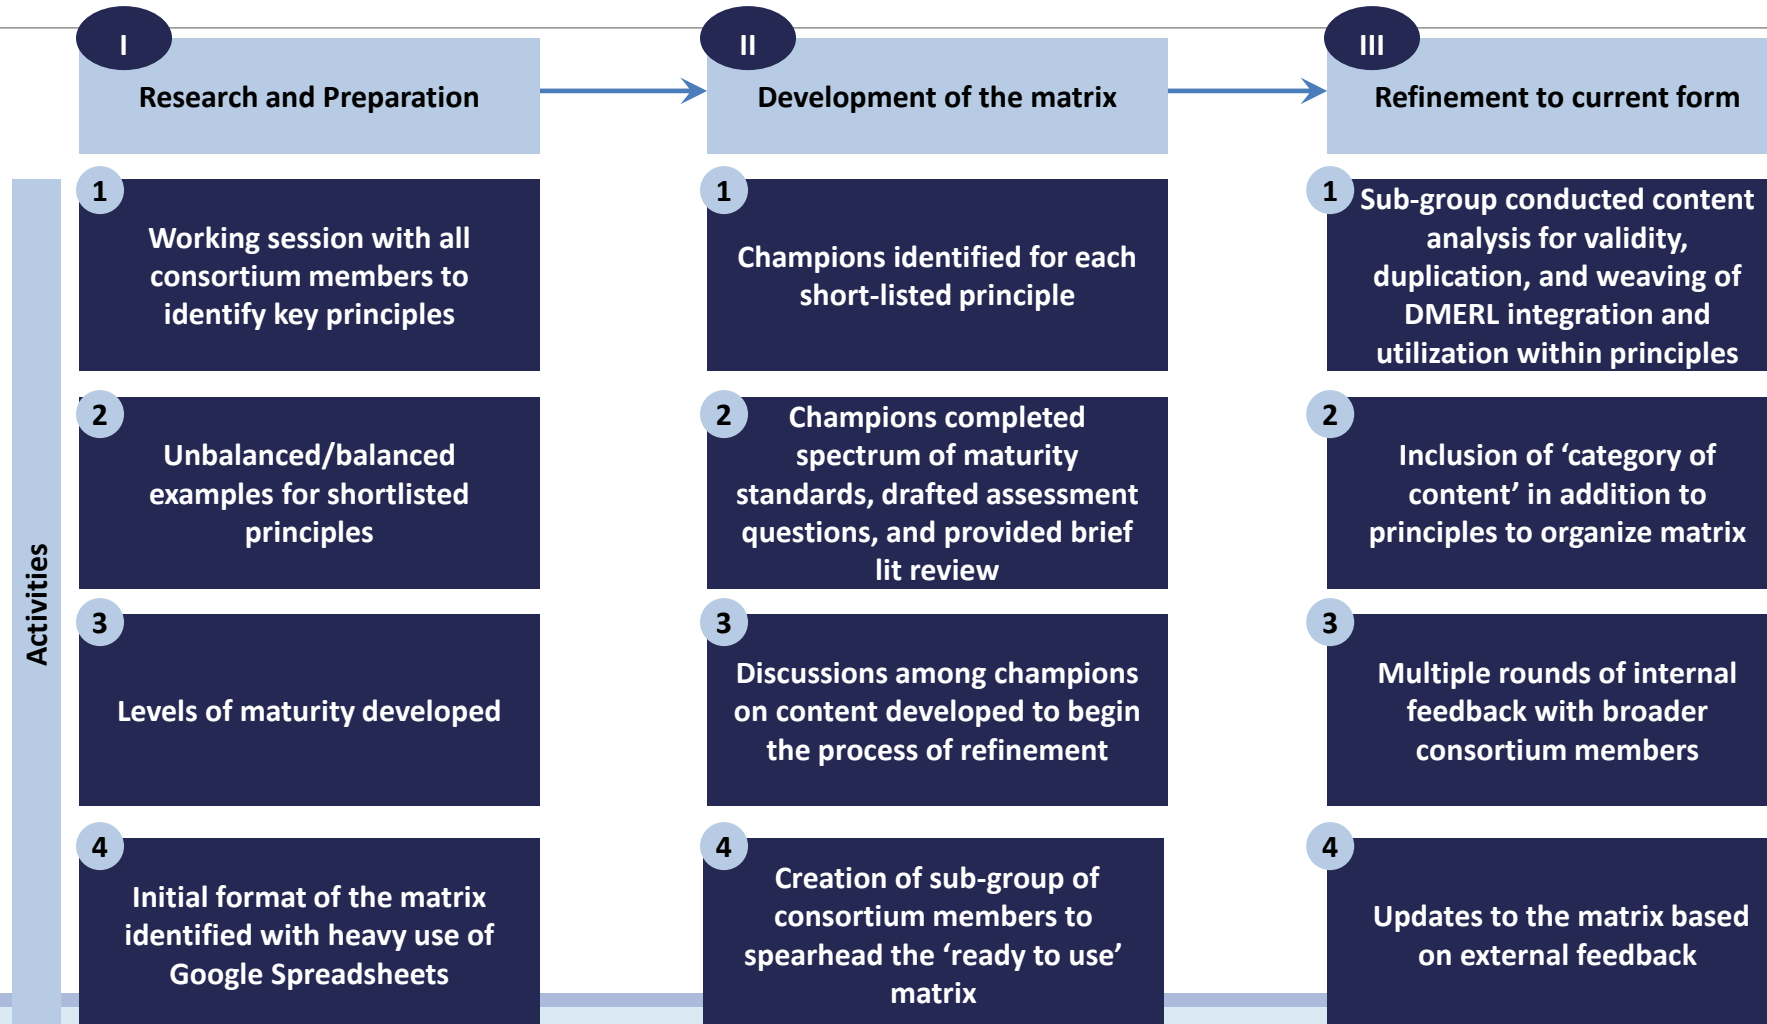 I
Research and Preparation
II
Development of the matrix
III
Refinement to current form
Activities
1
Working session with all
consortium members to
identify key principles
2
Unbalanced/balanced
examples for shortlisted
principles
3
Levels of maturity developed
4
Initial format of the matrix
identified with heavy use of
Google Spreadsheets
1
Champions identified for each
short-listed principle
2
Champions completed
spectrum of maturity
standards, drafted assessment
questions, and provided brief
lit review
3
Discussions among champions
on content developed to begin
the process of refinement
4
Creation of sub-group of
consortium members to
spearhead the ‘ready to use’
matrix
1
Sub-group conducted content
analysis for validity,
duplication, and weaving of
DMERL integration and
utilization within principles
2
Inclusion of ‘category of
content’ in addition to
principles to organize matrix
3
Multiple rounds of internal
feedback with broader
consortium members
4
Updates to the matrix based
on external feedback